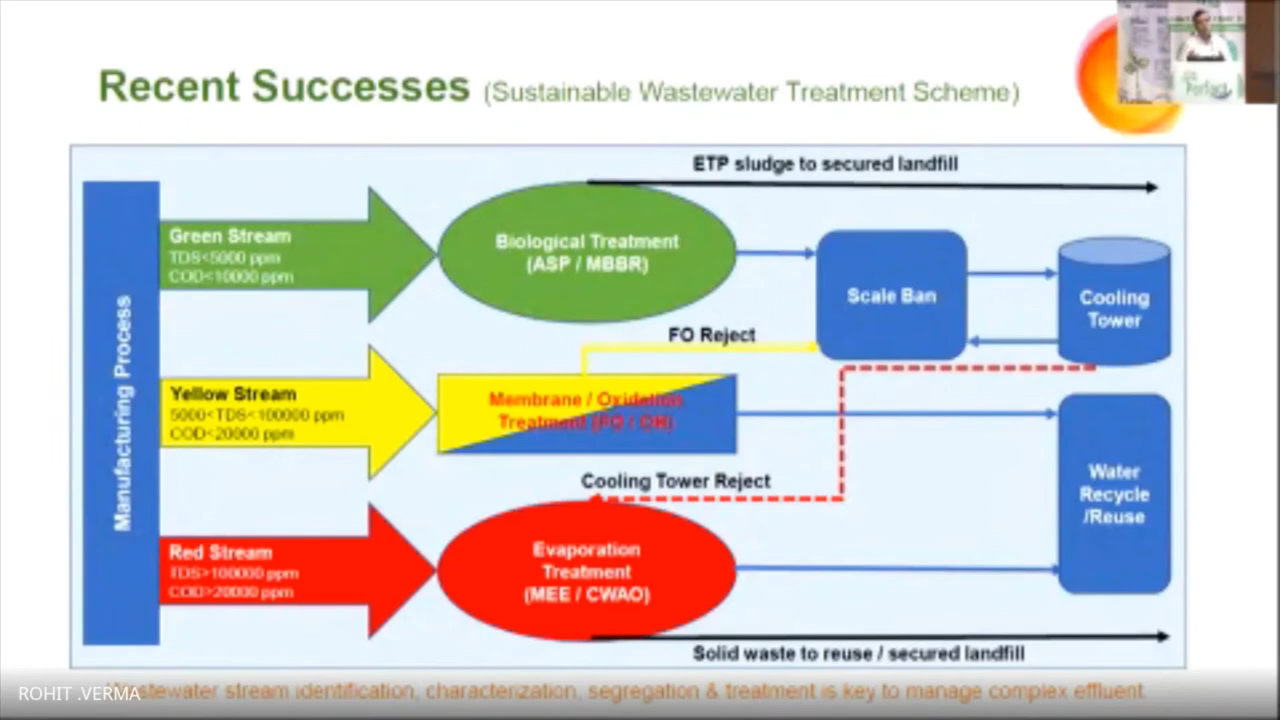 Recent Successes (Sustainable Wastewater Treatment Scheme)
ETP sludge to secured landfill
Manufacturing Process
Green Stream
TDS<5000 ppm
COD<10000 ppm
Biological Treatment
(ASP / MBBR)
Scale Ban
Cooling
Tower
FO Reject
Yellow Stream
5000<TDS<100000 ppm
COD<20000 ppm
Membrane / Oxidation
Treatment (FO / OH)
Cooling Tower Reject
Water
Recycle
/Reuse
Red Stream
TDS>100000 ppm
COD>20000 ppm
Evaporation
Treatment
(MEE / CWAO)
Solid waste to reuse / secured landfill
ROHIT .VERMA
stream identification, characterization, segregation & treatment is key to manage complex effluent.